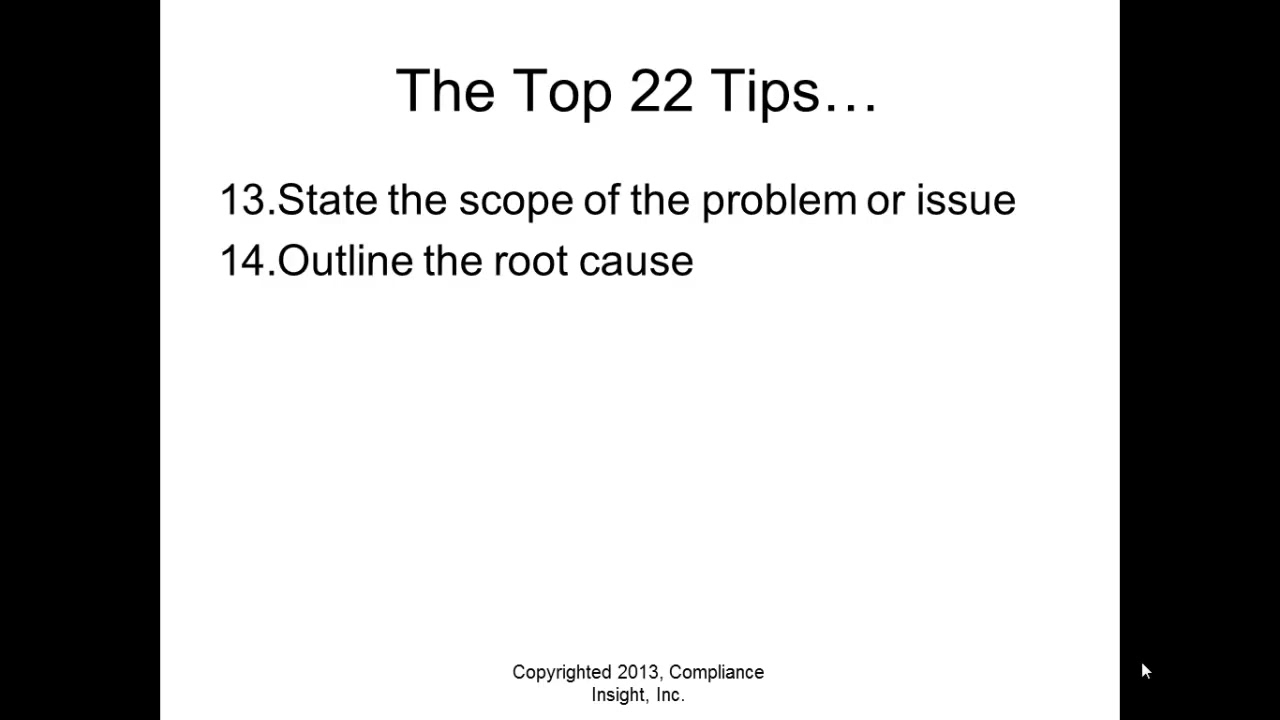 The Top 22 Tips…
13.State the scope of the problem or issue
14.Outline the root cause
Copyrighted 2013, Compliance
Insight, Inc.